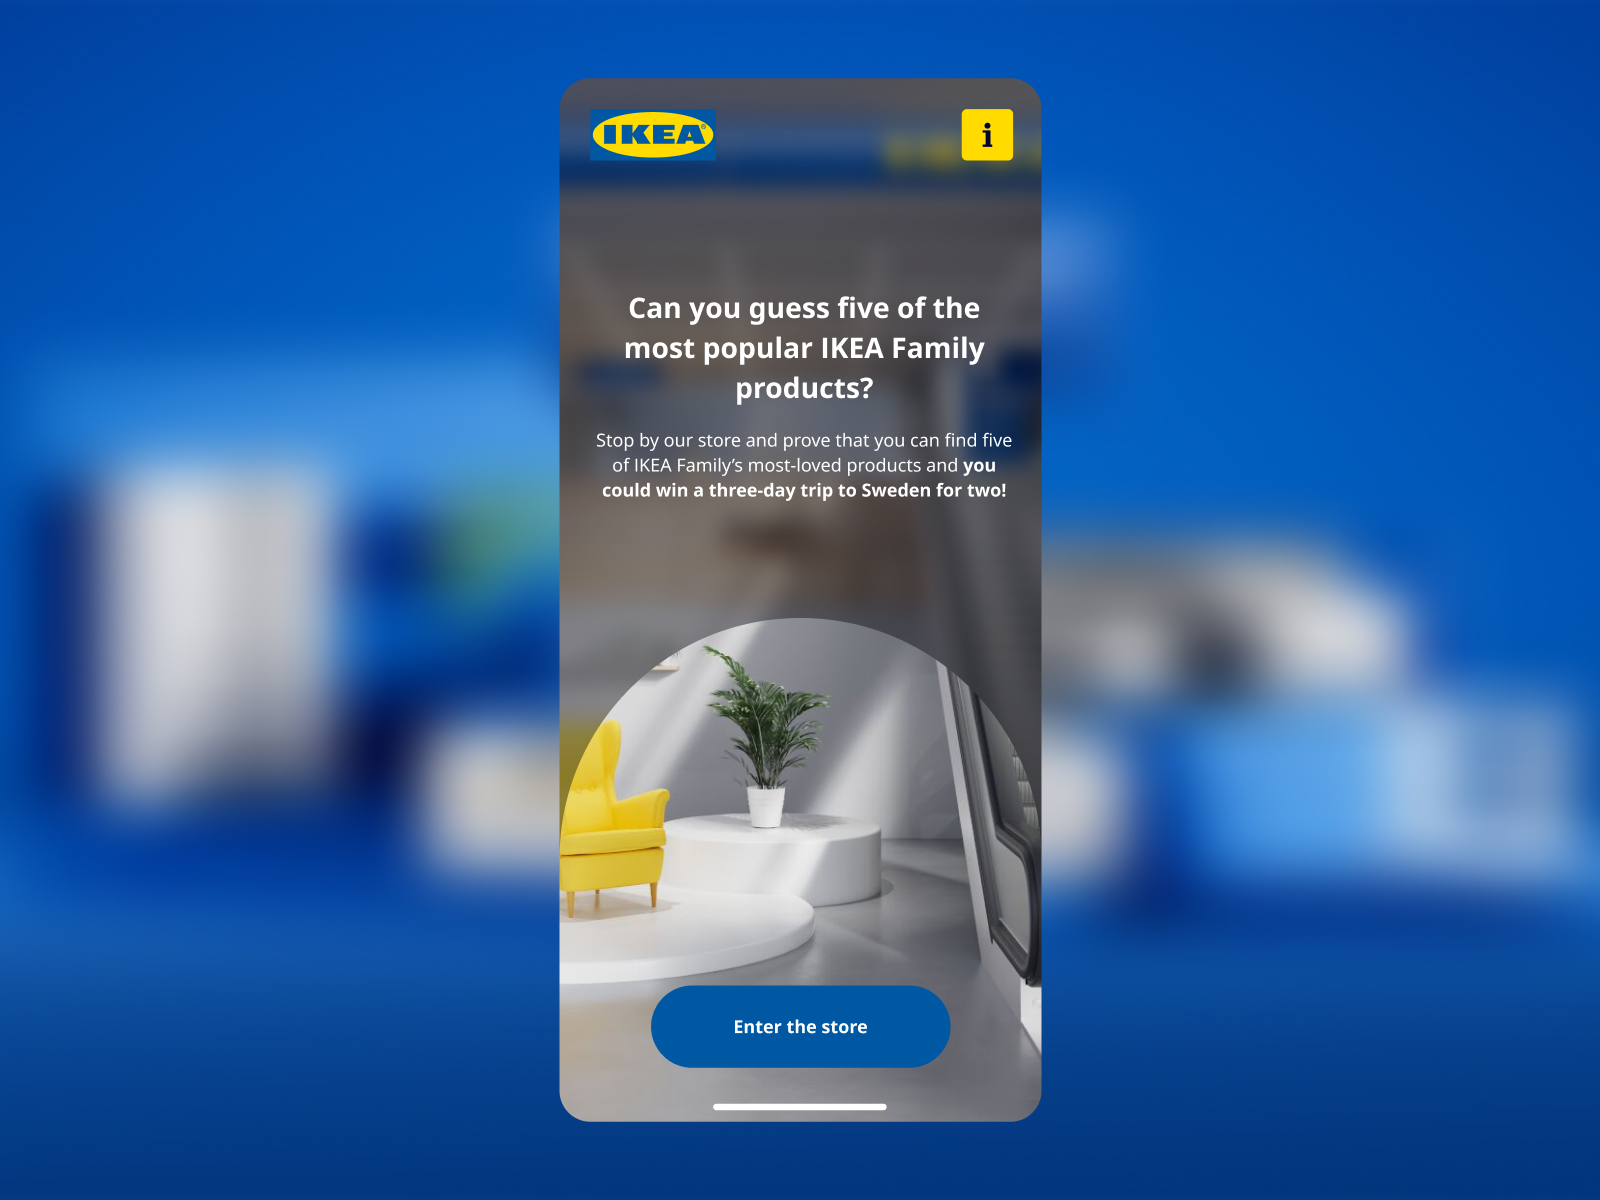 IKEA®
i
Can you guess five of the
most popular IKEA Family
products?
Stop by our store and prove that you can find five
of IKEA Family’s most-loved products and you
could win a three-day trip to Sweden for two!
Enter the store